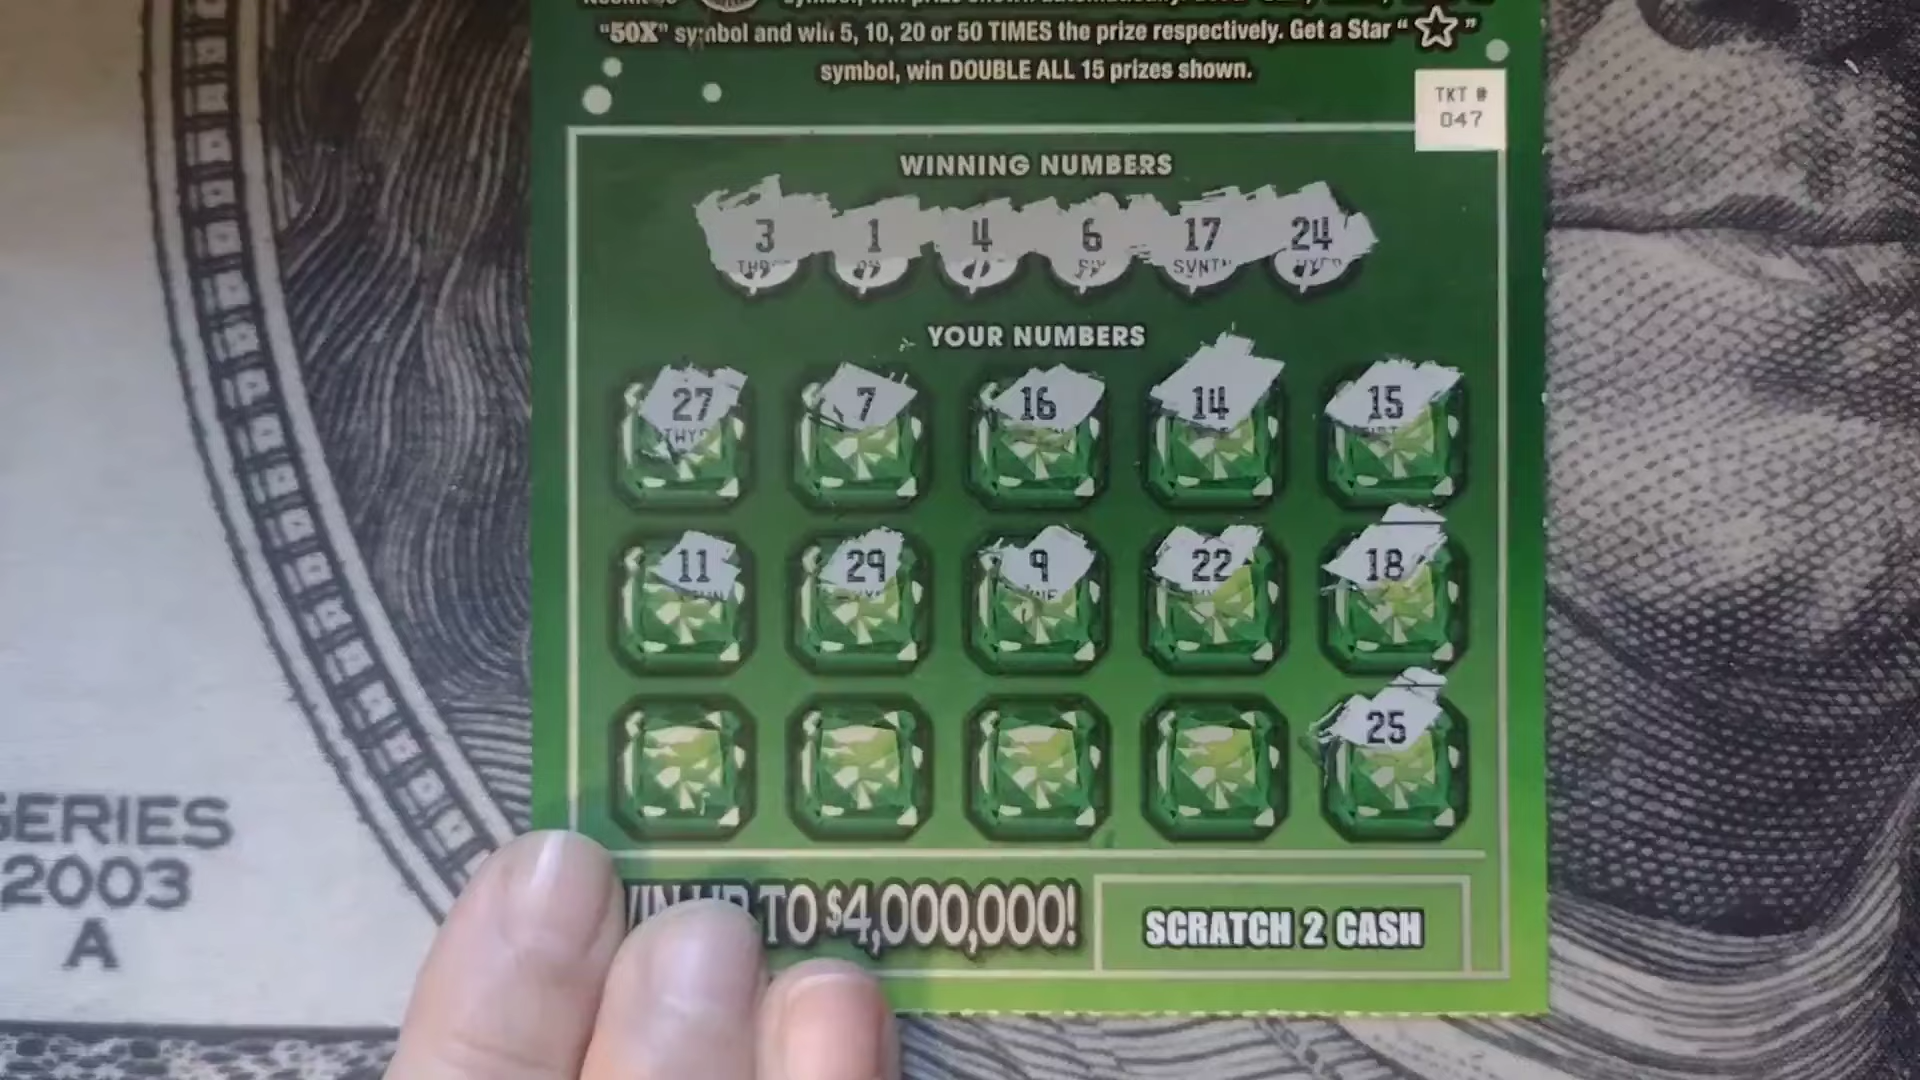 "50X" symbol and win 5, 10, 20 or 50 TIMES the prize respectively. Get a Star "☆"
symbol, win DOUBLE ALL 15 prizes shown.
TKT #
047
WINNING NUMBERS
3 1 4 6 17 24
SVNTN
YOUR NUMBERS
27 7 16 14 15
11 29 9 22 18
25
TO $4,000,000!
SCRATCH 2 CASH
SERIES
2003
A